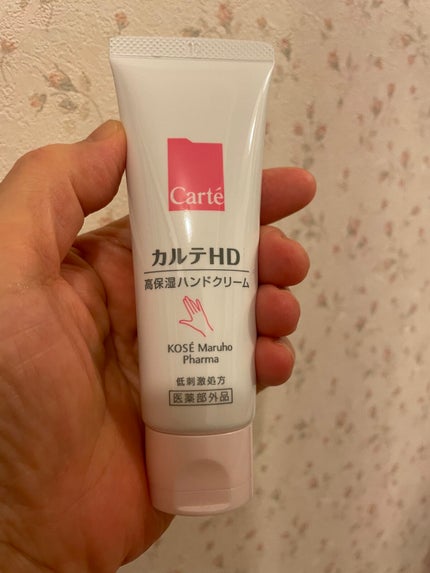 Carté
カルテHD
高保湿ハンドクリーム
KOSÉ Maruho
Pharma
低刺激処方
医薬部外品